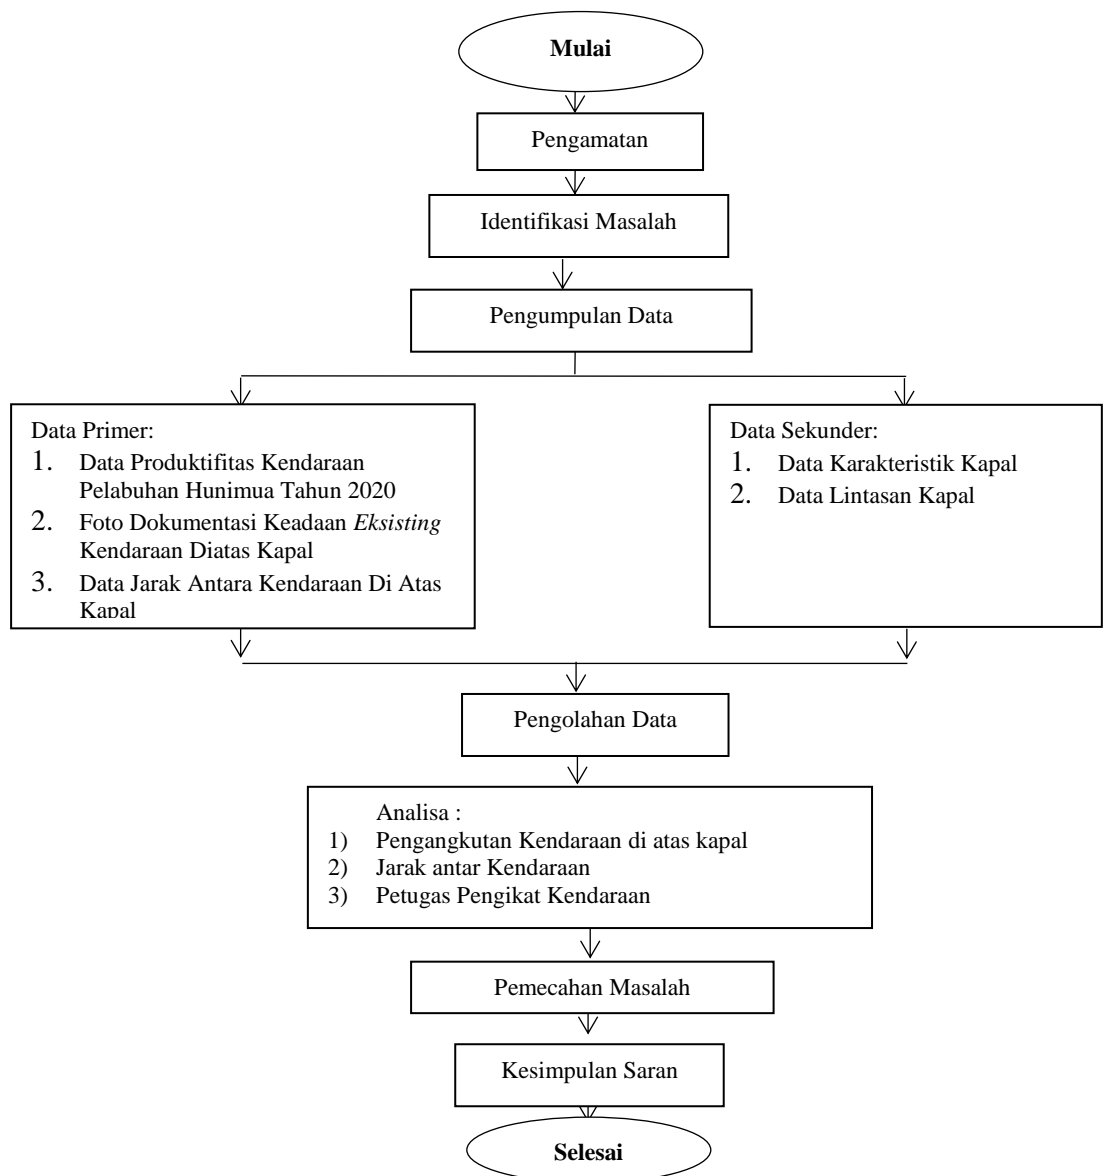 Mulai
Pengamatan
Identifikasi Masalah
Pengumpulan Data
Data Primer:
1. Data Produktifitas Kendaraan
Pelabuhan Hunimua Tahun 2020
2. Foto Dokumentasi Keadaan Eksisting
Kendaraan Diatas Kapal
3. Data Jarak Antara Kendaraan Di Atas
Kapal
Data Sekunder:
1. Data Karakteristik Kapal
2. Data Lintasan Kapal
Pengolahan Data
Analisa :
1) Pengangkutan Kendaraan di atas kapal
2) Jarak antar Kendaraan
3) Petugas Pengikat Kendaraan
Pemecahan Masalah
Kesimpulan Saran
Selesai